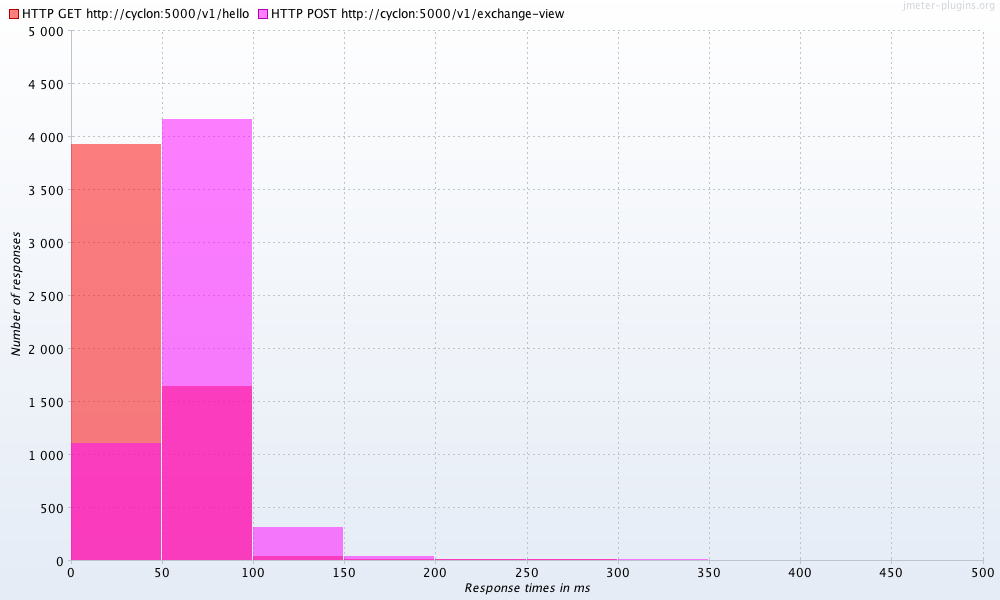 jmeter-plugins.org
HTTP GET http://cyclon:5000/v1/hello
HTTP POST http://cyclon:5000/v1/exchange-view
5 000
4 500
4 000
3 500
3 000
2 500
2 000
1 500
1 000
500
0
Number of responses
0 50 100 150 200 250 300 350 400 450 500
Response times in ms